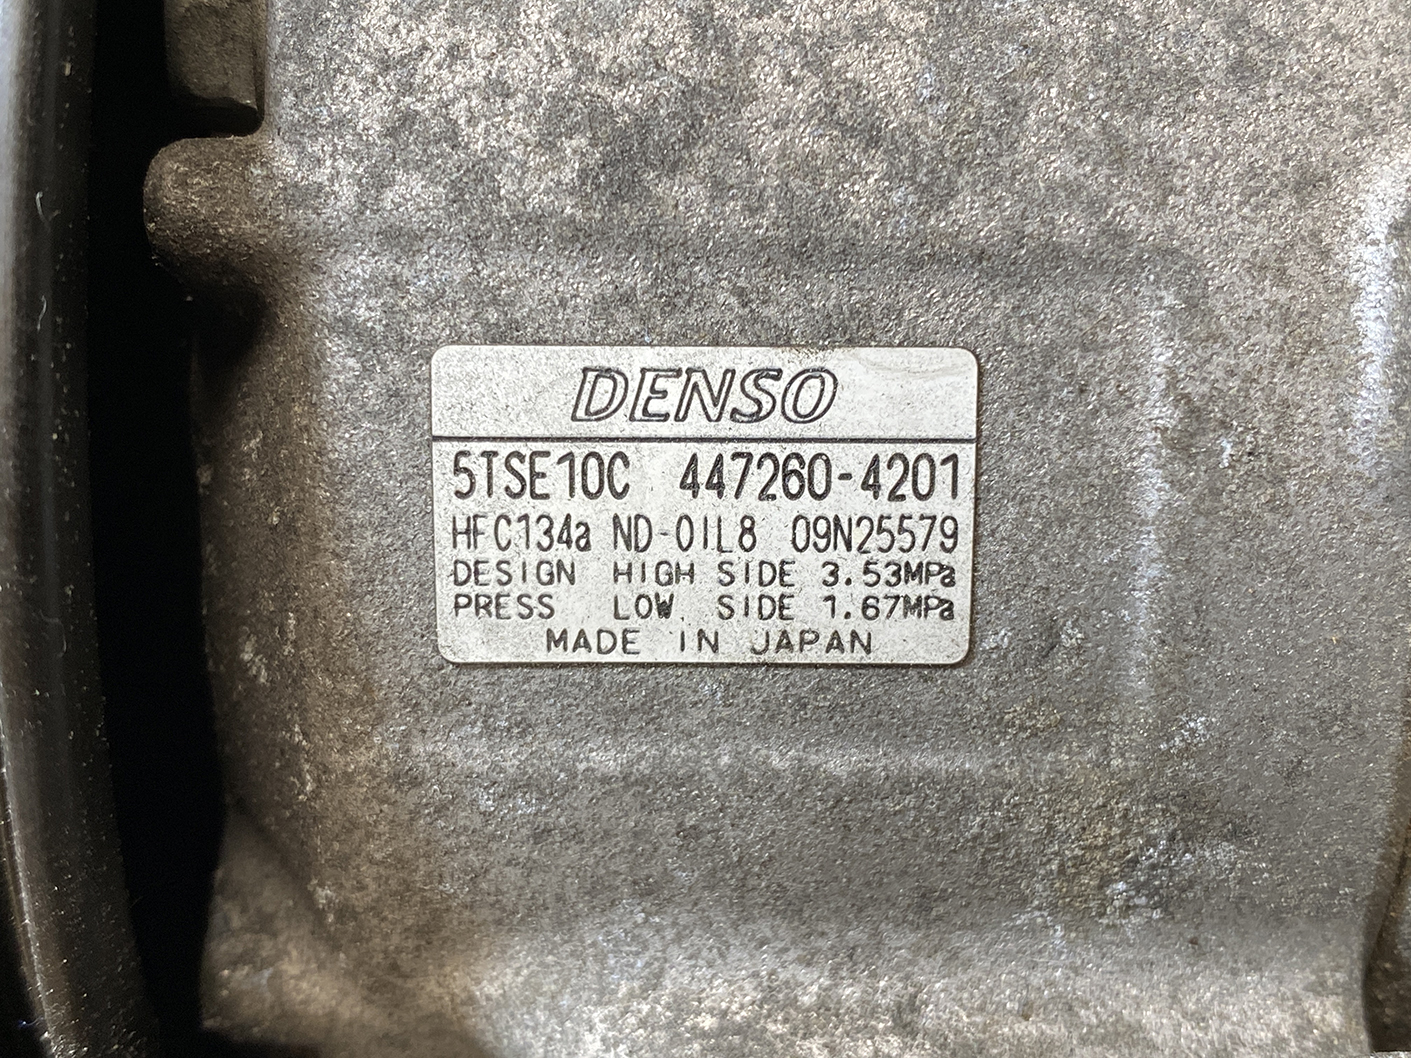 DENSO
5TSE10C 447260-4201
HFC134a ND-OIL8 09N25579
DESIGN HIGH SIDE 3.53MPa
PRESS LOW SIDE 1.67MPa
MADE IN JAPAN